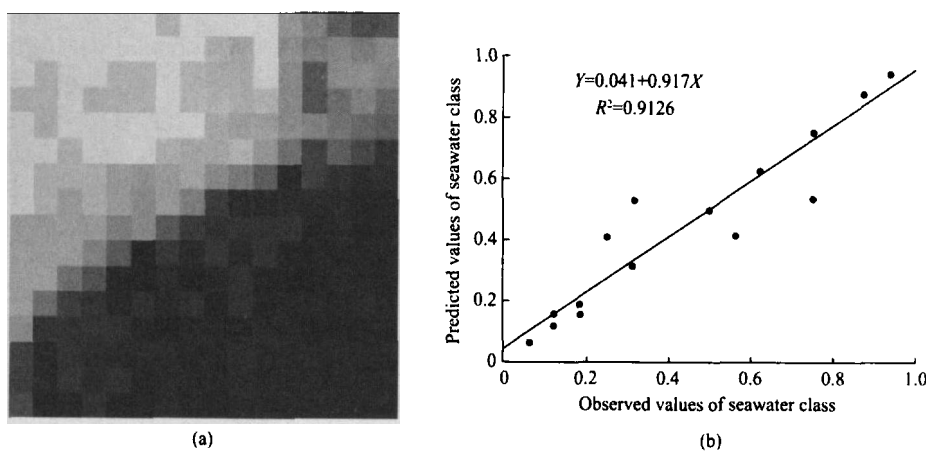 Y=0.041+0.917X
R²=0.9126
1.0
0.8
0.6
0.4
0.2
0
0
0.2
0.4
0.6
0.8
1.0
Predicted values of seawater class
Observed values of seawater class
(a)
(b)